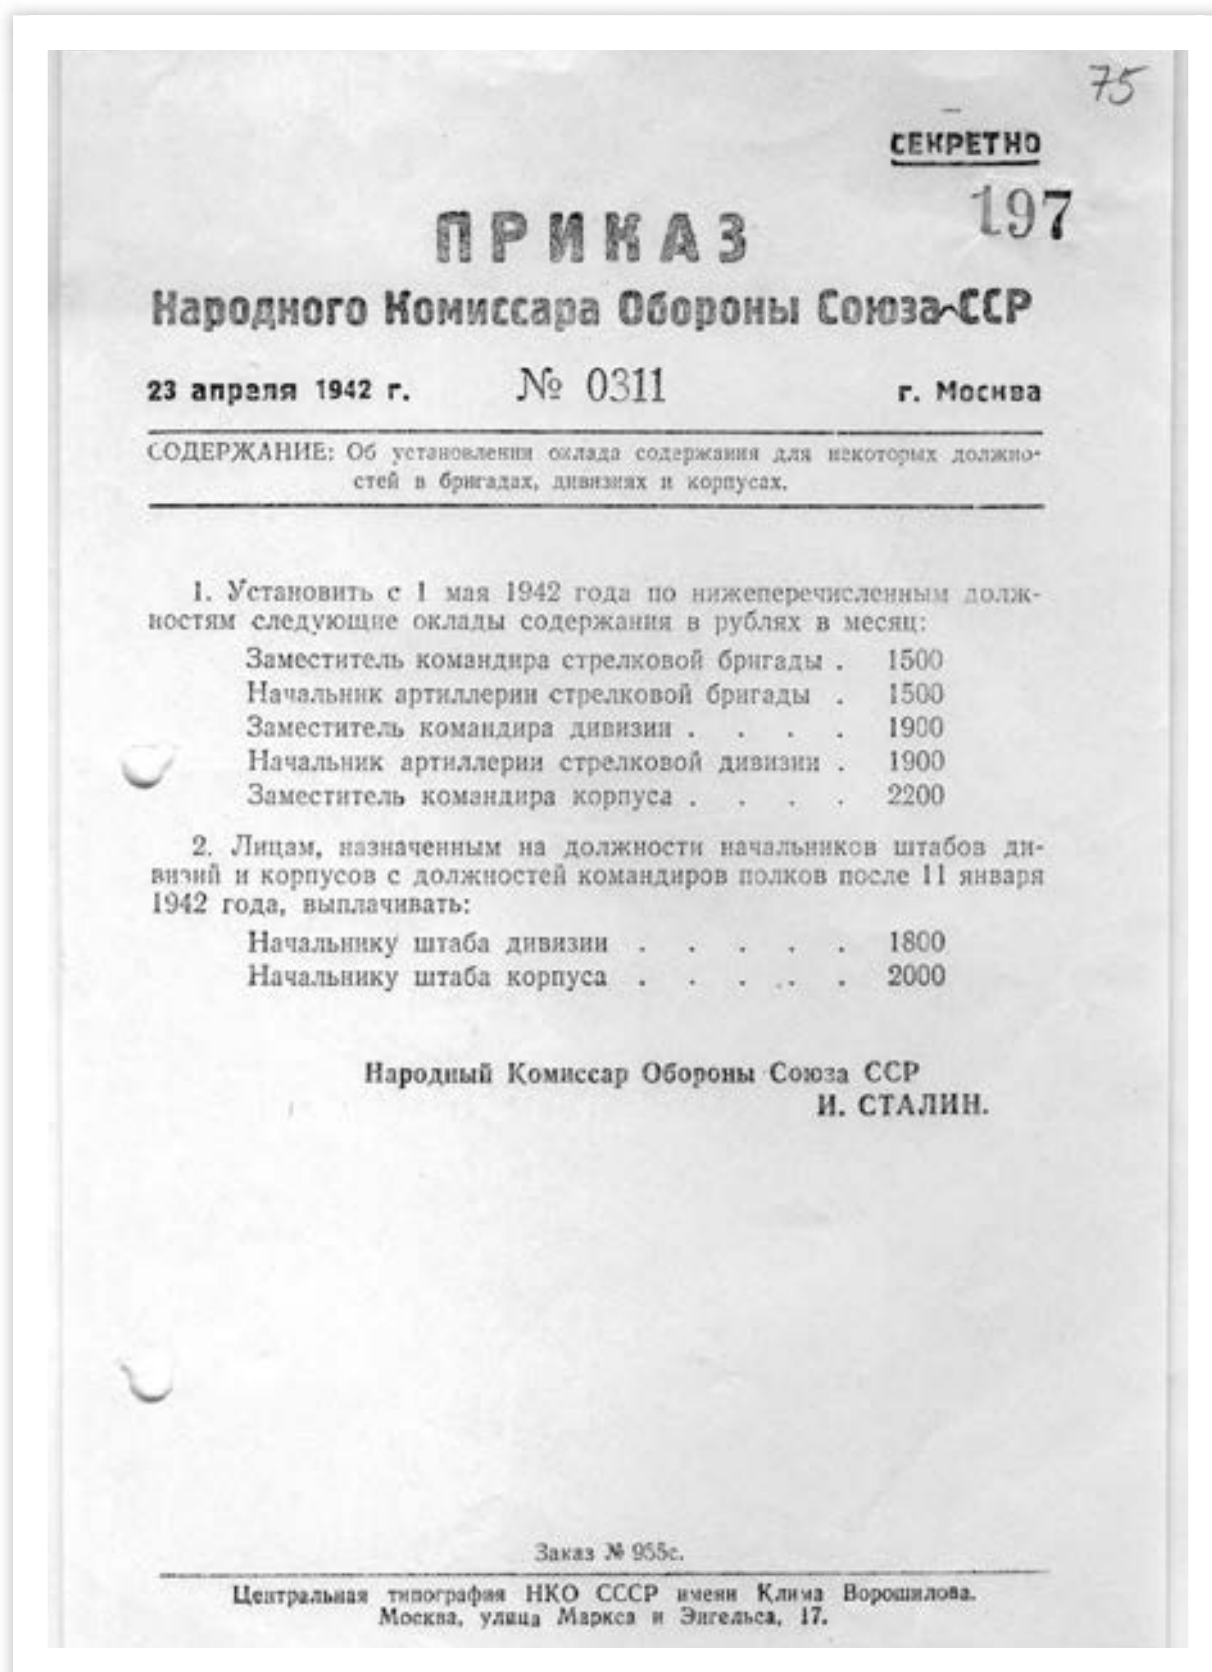 75
СЕКРЕТНО
197
ПРИКАЗ
Народного Комиссара Обороны Союза ССР
23 апреля 1942 г. № 0311 г. Москва
СОДЕРЖАНИЕ: Об установлении оклада содержания для некоторых должно-
стей в бригадах, дивизиях и корпусах.
1. Установить с 1 мая 1942 года по нижеперечисленным долж-
ностям следующие оклады содержания в рублях в месяц:
Заместитель командира стрелковой бригады . 1500
Начальник артиллерии стрелковой бригады . 1500
Заместитель командира дивизии . . . . 1900
Начальник артиллерии стрелковой дивизии . 1900
Заместитель командира корпуса . . . . 2200
2. Лицам, назначенным на должности начальников штабов ди-
визий и корпусов с должностей командиров полков после 11 января
1942 года, выплачивать:
Начальнику штаба дивизии . . . . . 1800
Начальнику штаба корпуса . . . . . 2000
Народный Комиссар Обороны Союза ССР
И. СТАЛИН.
Заказ № 955с.
Центральная типография НКО СССР имени Клима Ворошилова.
Москва, улица Маркса и Энгельса, 17.